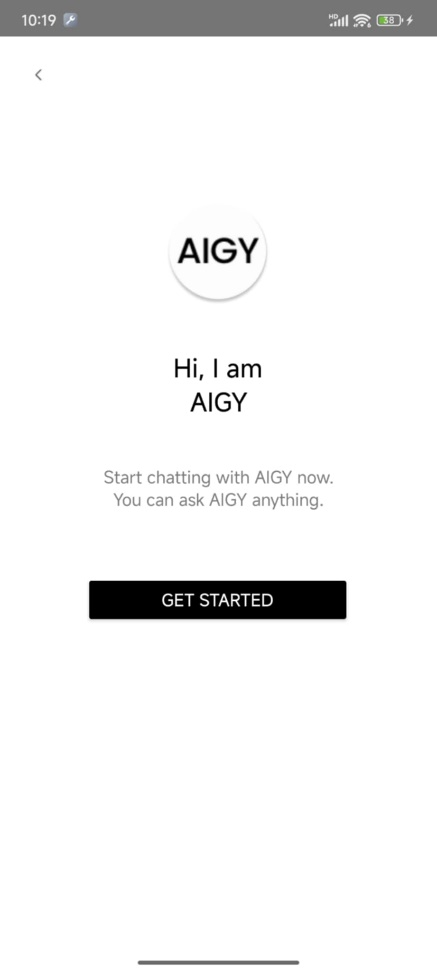 10:19
HD
38
AIGY
Hi, I am
AIGY
Start chatting with AIGY now.
You can ask AIGY anything.
GET STARTED